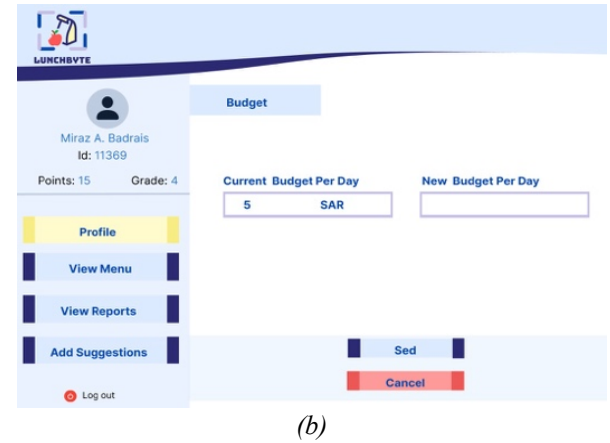 LUNCHBYTE
Miraz A. Badrais
Id: 11369
Points: 15 Grade: 4
Profile
View Menu
View Reports
Add Suggestions
Log out
Budget
Current Budget Per Day New Budget Per Day
5 SAR
Sed
Cancel
(b)